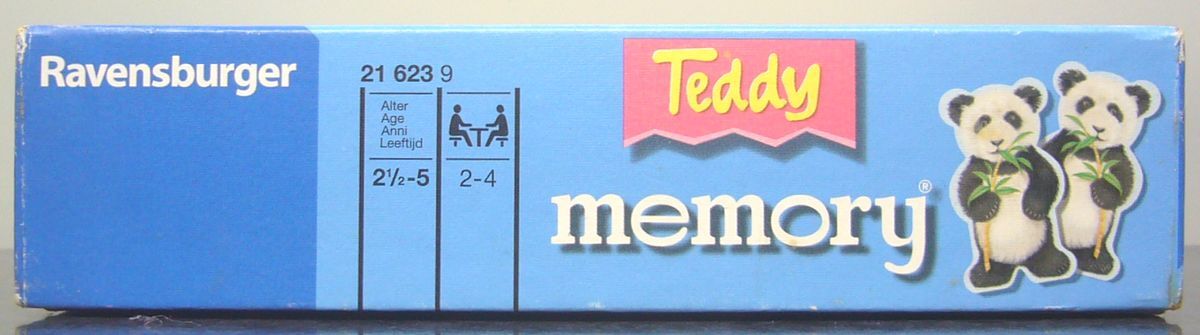 Ravensburger
21 623 9
Alter
Age
Anni
Leeftijd
2½-5
2-4
Teddy
memory®